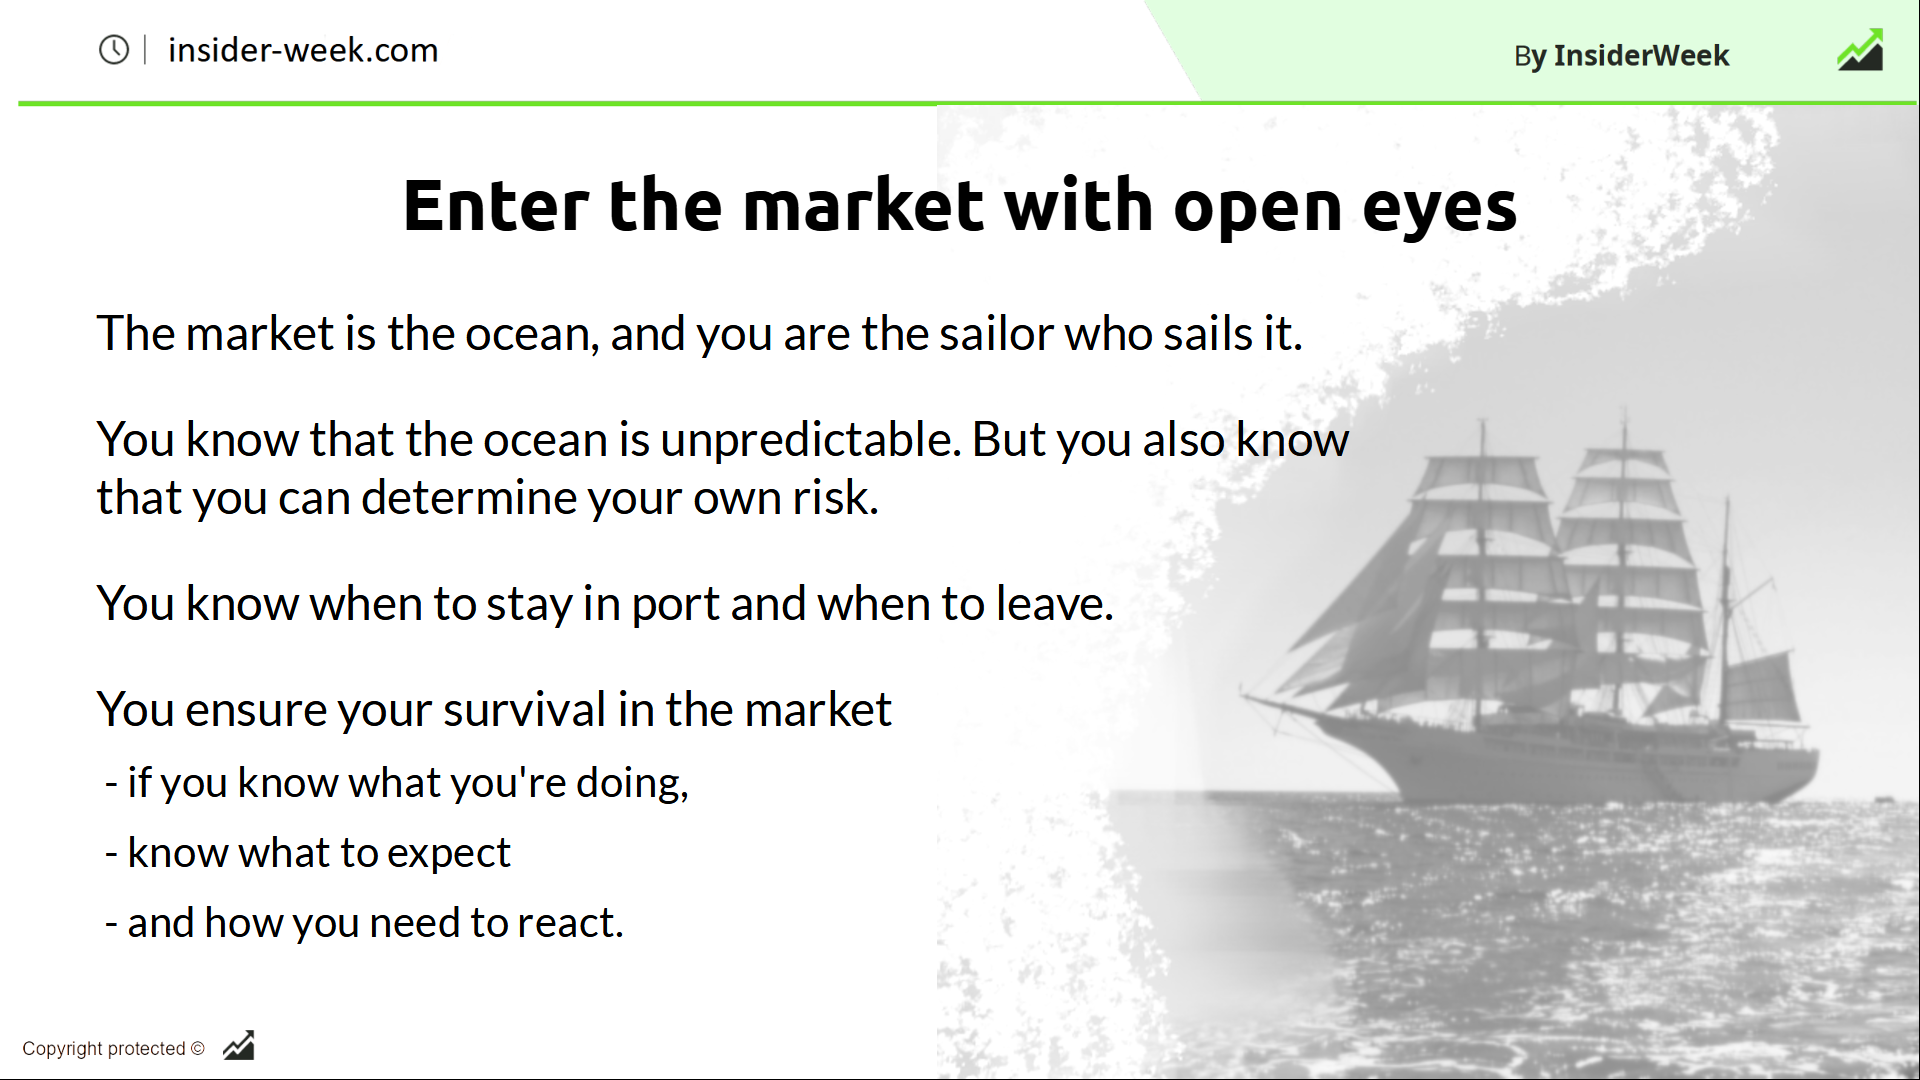 insider-week.com
By InsiderWeek
Enter the market with open eyes
The market is the ocean, and you are the sailor who sails it.
You know that the ocean is unpredictable. But you also know
that you can determine your own risk.
You know when to stay in port and when to leave.
You ensure your survival in the market
- if you know what you're doing,
- know what to expect
- and how you need to react.
Copyright protected ©